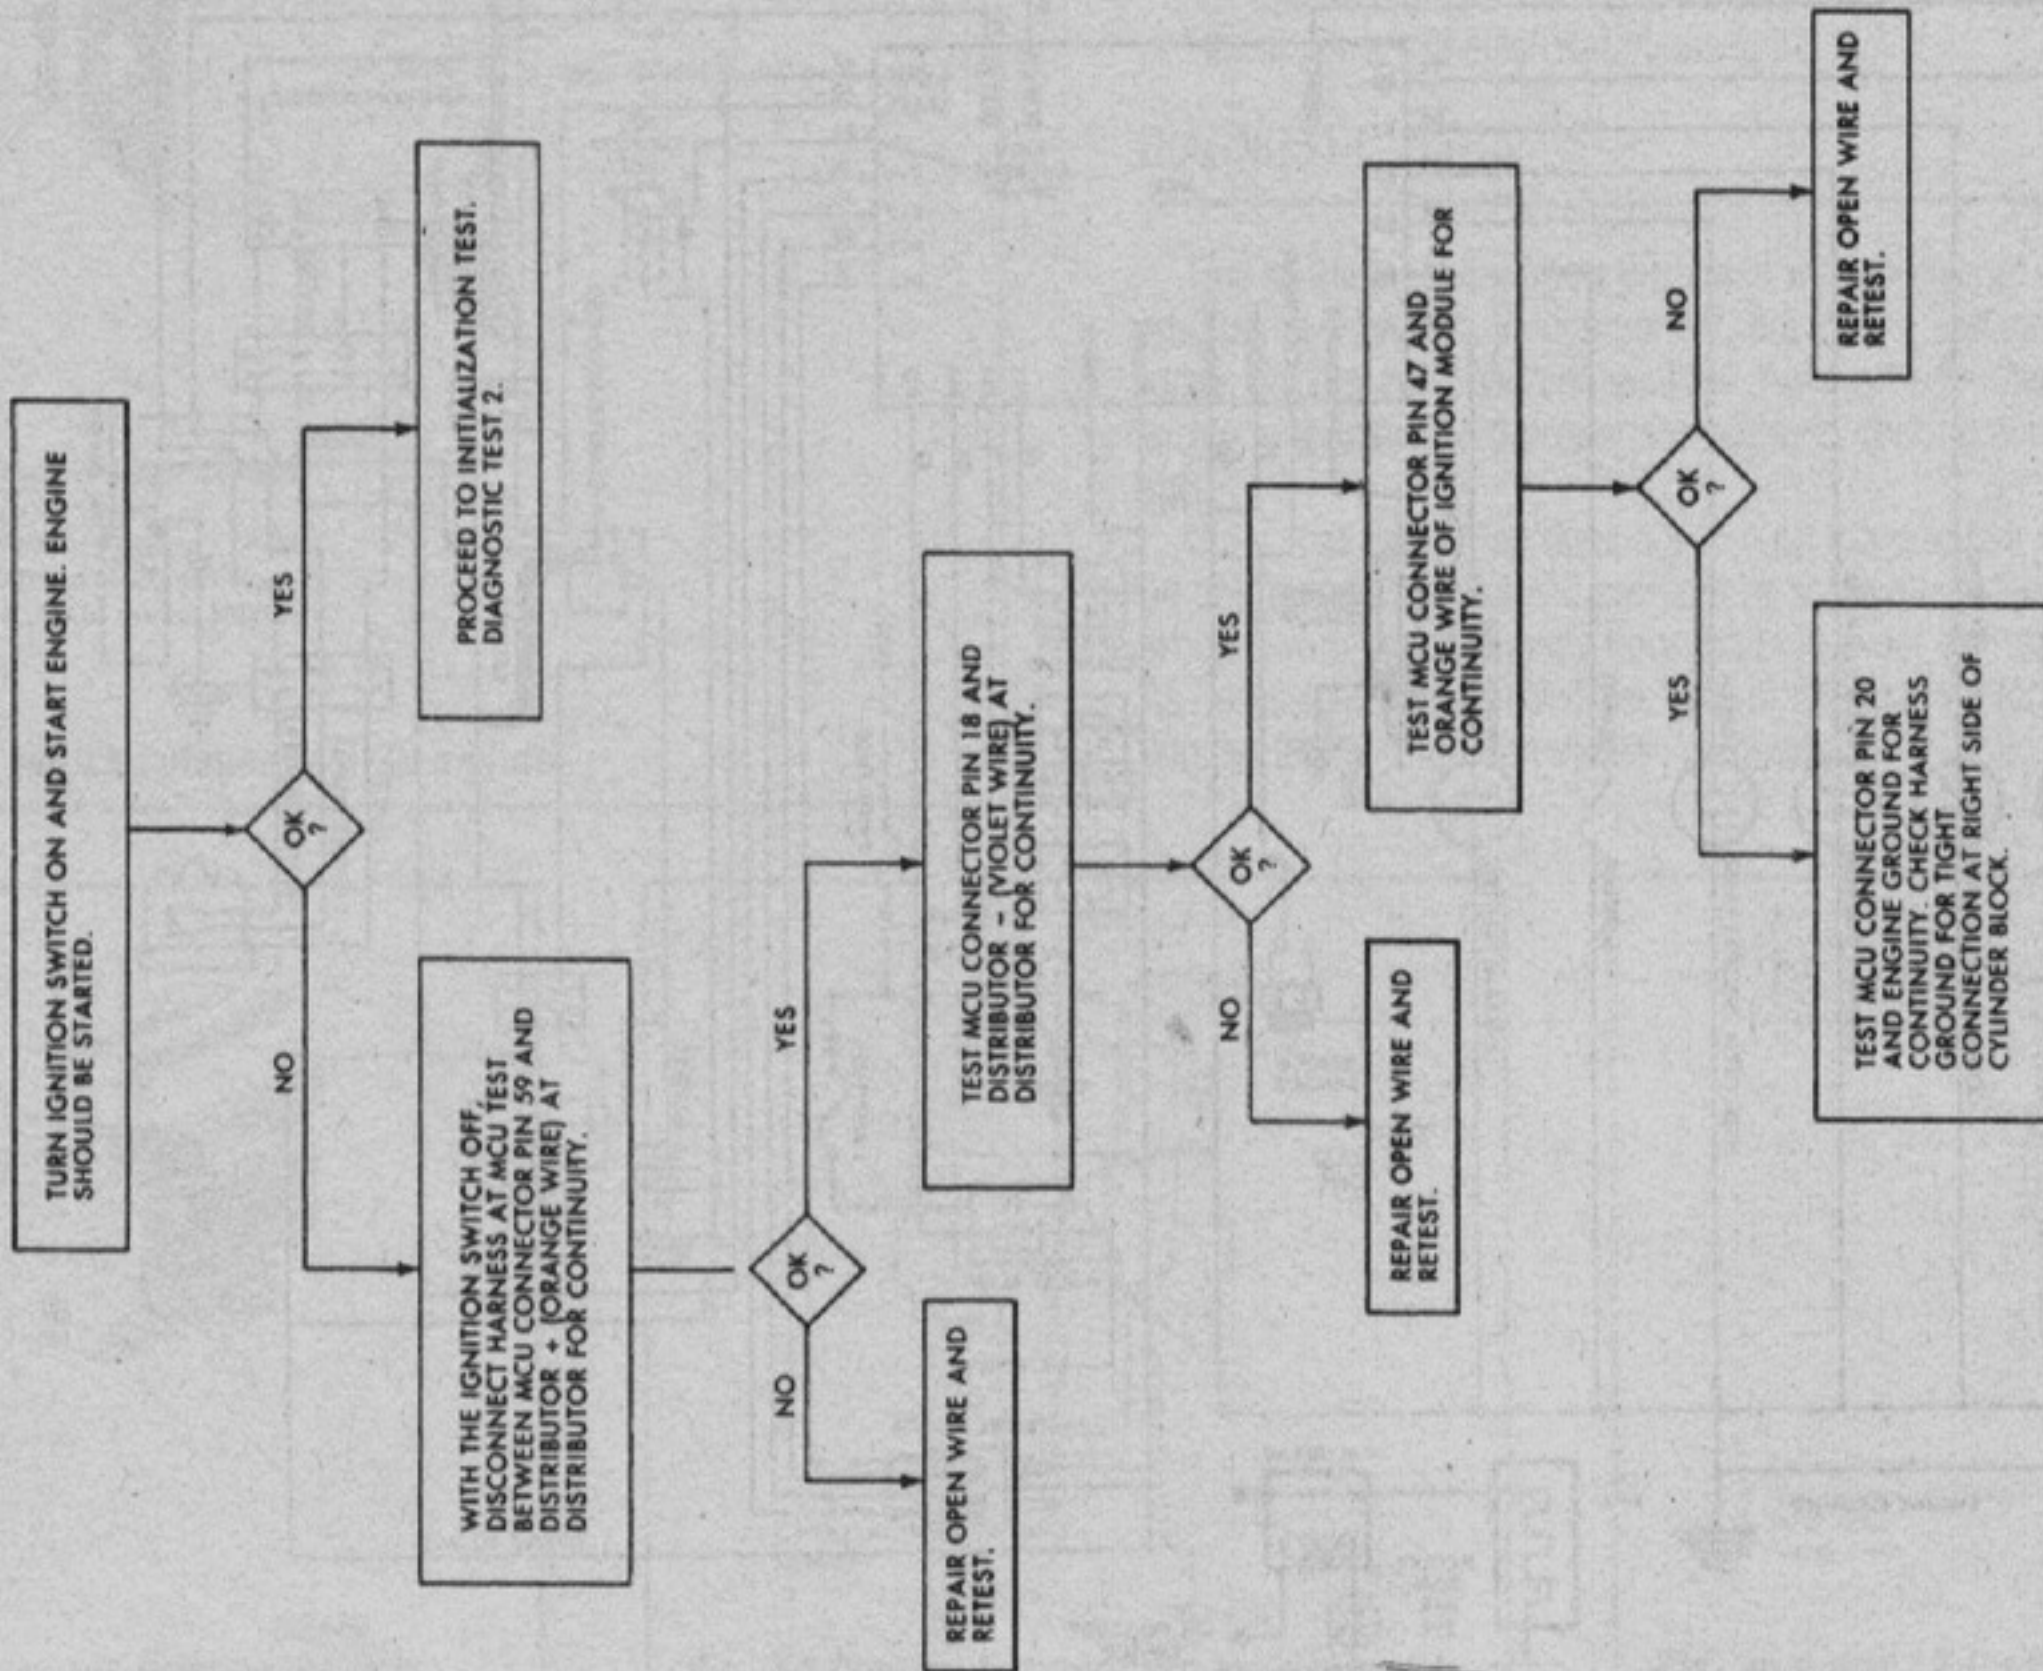 TURN IGNITION SWITCH ON AND START ENGINE. ENGINE
SHOULD BE STARTED.
OK
?
NO
YES
WITH THE IGNITION SWITCH OFF,
DISCONNECT HARNESS AT MCU TEST
BETWEEN MCU CONNECTOR PIN 59 AND
DISTRIBUTOR + (ORANGE WIRE) AT
DISTRIBUTOR FOR CONTINUITY.
PROCEED TO INITIALIZATION TEST.
DIAGNOSTIC TEST 2.
OK
?
NO
YES
REPAIR OPEN WIRE AND
RETEST.
TEST MCU CONNECTOR PIN 18 AND
DISTRIBUTOR - (VIOLET WIRE) AT
DISTRIBUTOR FOR CONTINUITY.
OK
?
NO
YES
REPAIR OPEN WIRE AND
RETEST.
TEST MCU CONNECTOR PIN 47 AND
ORANGE WIRE OF IGNITION MODULE FOR
CONTINUITY.
OK
?
YES
NO
TEST MCU CONNECTOR PIN 20
AND ENGINE GROUND FOR
CONTINUITY. CHECK HARNESS
GROUND FOR TIGHT
CONNECTION AT RIGHT SIDE OF
CYLINDER BLOCK.
REPAIR OPEN WIRE AND
RETEST.